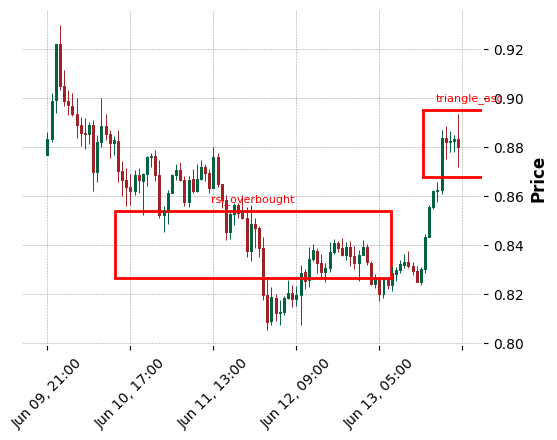 0.92
triangle_asc
0.90
0.88
Price
0.86
rsi_overbought
0.84
0.82
0.80
Jun 09, 21:00
Jun 10, 17:00
Jun 11, 13:00
Jun 12, 09:00
Jun 13, 05:00